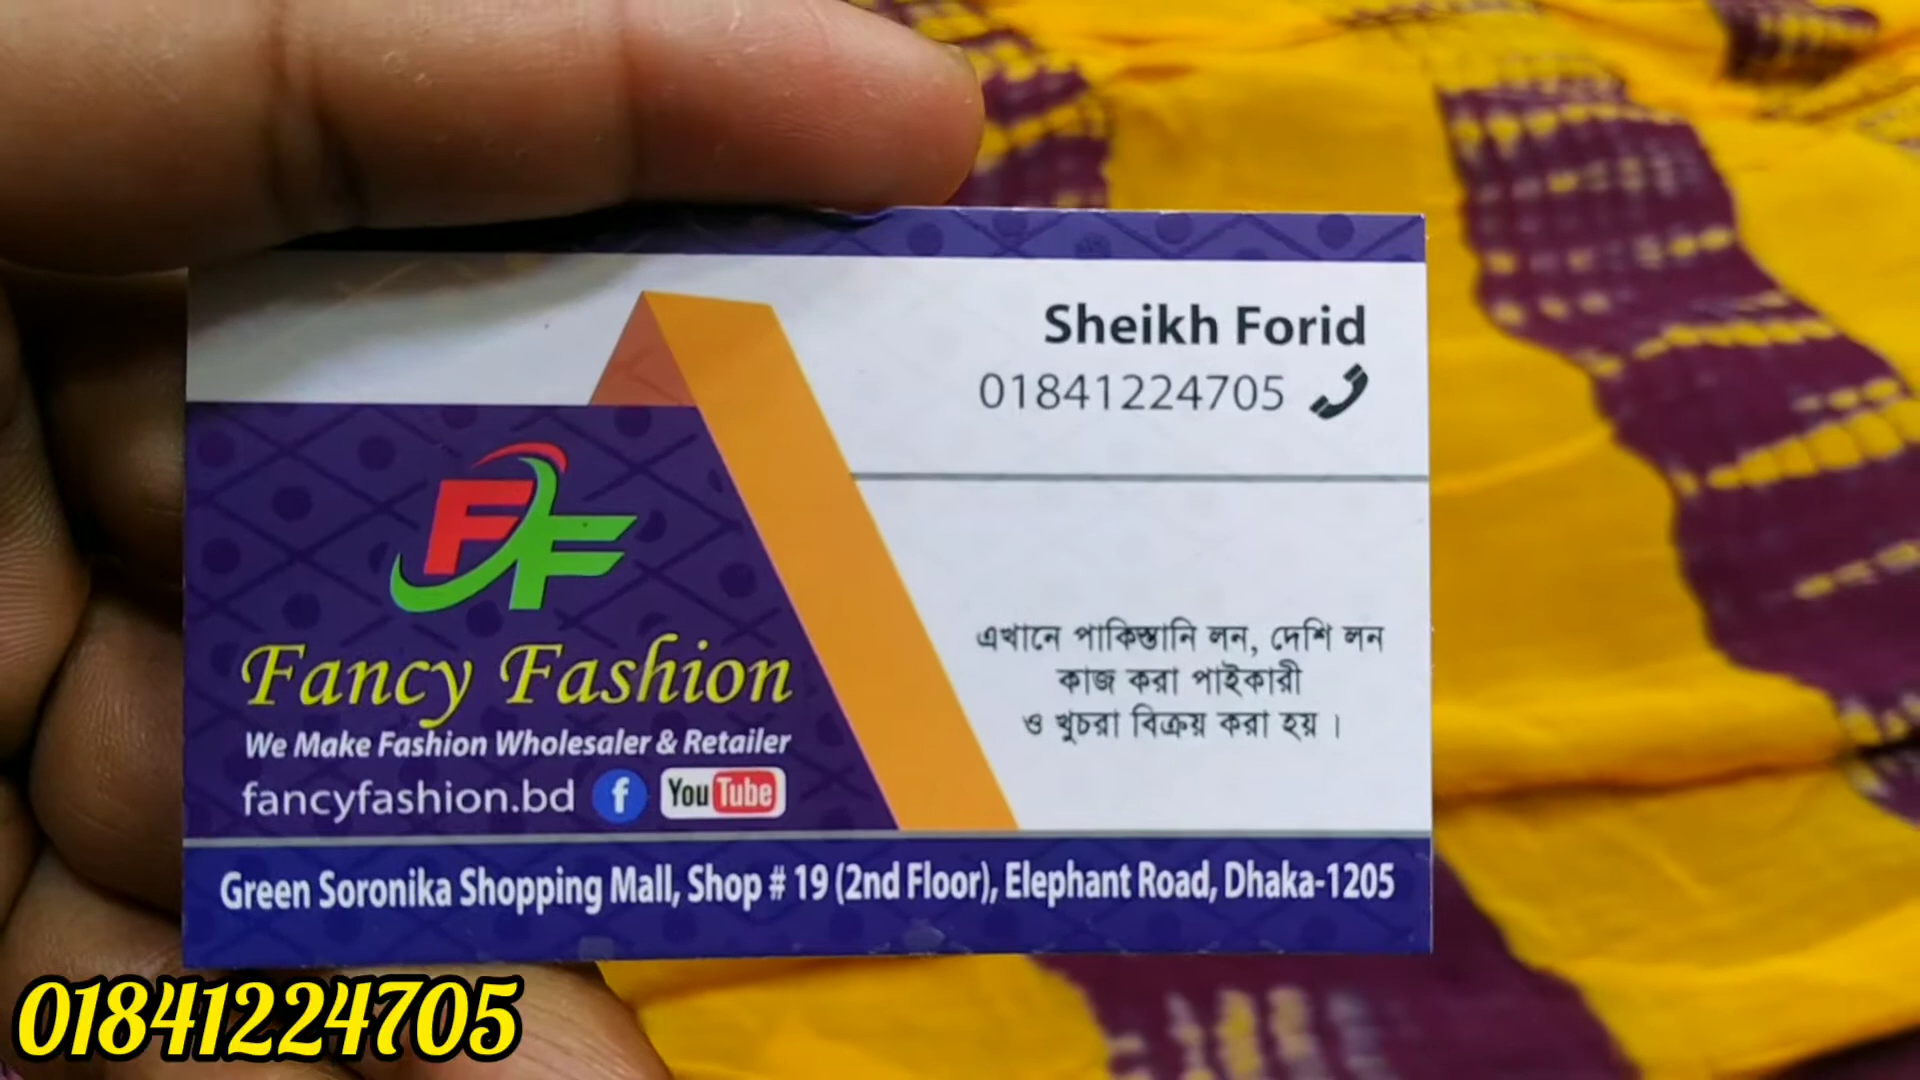 Sheikh Forid
01841224705
FF
Fancy Fashion
We Make Fashion Wholesaler & Retailer
fancyfashion.bd f YouTube
এখানে পাকিস্তানি লন, দেশি লন
কাজ করা পাইকারী
ও খুচরা বিক্রয় করা হয়।
Green Soronika Shopping Mall, Shop # 19 (2nd Floor), Elephant Road, Dhaka-1205
01841224705